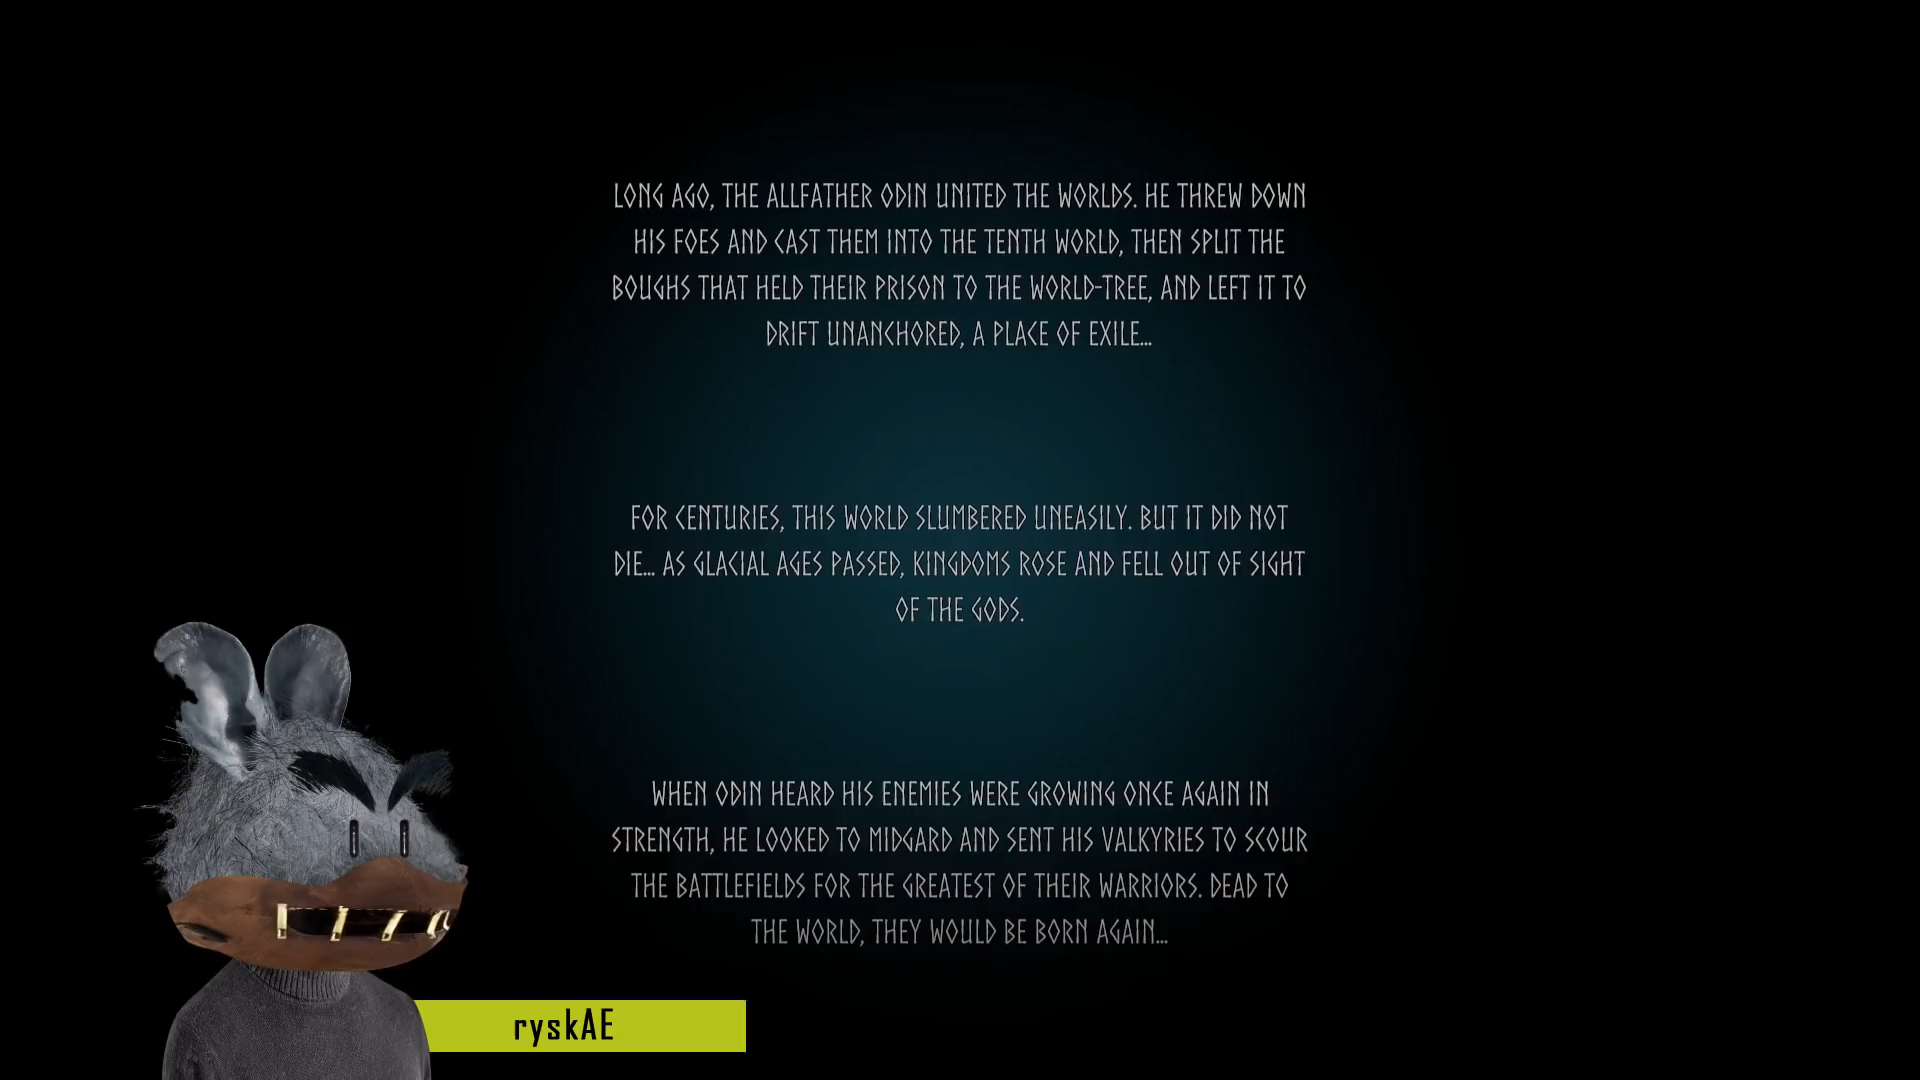 LONG AGO, THE ALLFATHER ODIN UNITED THE WORLDS. HE THREW DOWN
HIS FOES AND CAST THEM INTO THE TENTH WORLD, THEN SPLIT THE
BOUGHS THAT HELD THEIR PRISON TO THE WORLD-TREE, AND LEFT IT TO
DRIFT UNANCHORED, A PLACE OF EXILE...
FOR CENTURIES, THIS WORLD SLUMBERED UNEASILY. BUT IT DID NOT
DIE... AS GLACIAL AGES PASSED, KINGDOMS ROSE AND FELL OUT OF SIGHT
OF THE GODS.
WHEN ODIN HEARD HIS ENEMIES WERE GROWING ONCE AGAIN IN
STRENGTH, HE LOOKED TO MIDGARD AND SENT HIS VALKYRIES TO SCOUR
THE BATTLEFIELDS FOR THE GREATEST OF THEIR WARRIORS. DEAD TO
THE WORLD, THEY WOULD BE BORN AGAIN...
ryskAE